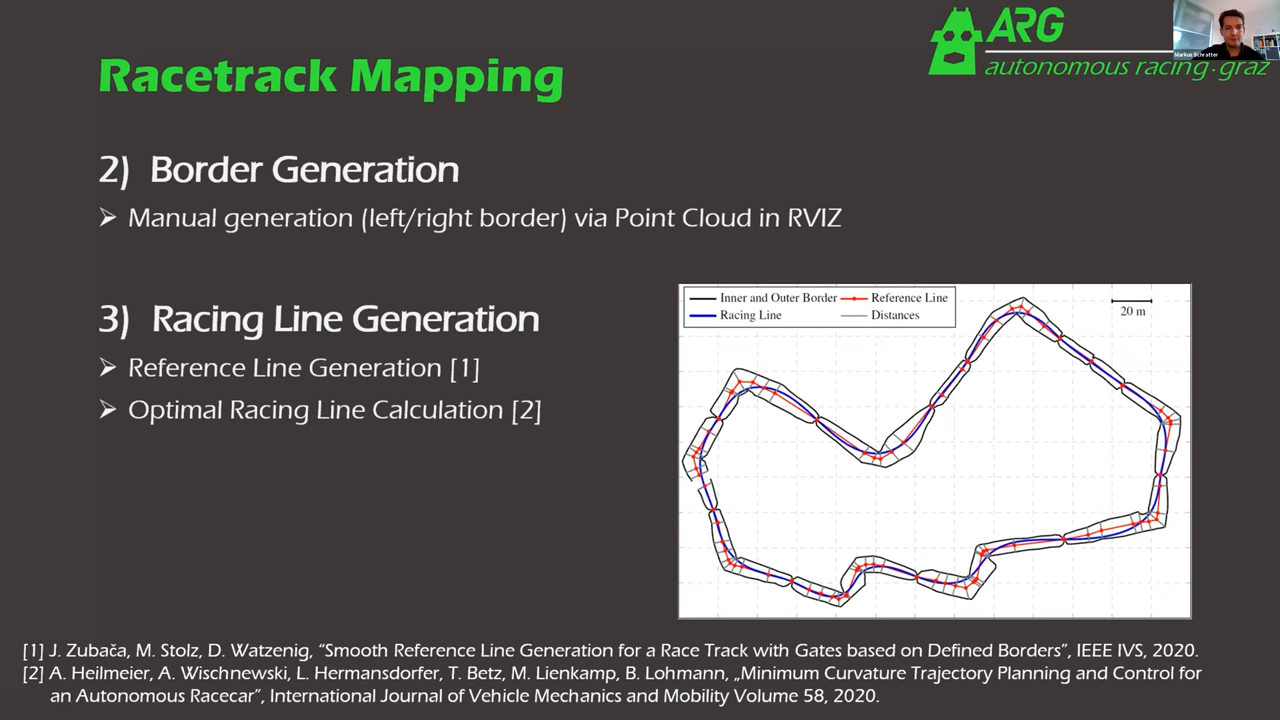 ARG
autonomous racing·graz
Markus Schratter
Racetrack Mapping
2) Border Generation
➢ Manual generation (left/right border) via Point Cloud in RVIZ
3) Racing Line Generation
➢ Reference Line Generation [1]
➢ Optimal Racing Line Calculation [2]
Inner and Outer Border Reference Line
Racing Line Distances
20 m
[1] J. Zubača, M. Stolz, D. Watzenig, “Smooth Reference Line Generation for a Race Track with Gates based on Defined Borders”, IEEE IVS, 2020.
[2] A. Heilmeier, A. Wischnewski, L. Hermansdorfer, T. Betz, M. Lienkamp, B. Lohmann, „Minimum Curvature Trajectory Planning and Control for
an Autonomous Racecar”, International Journal of Vehicle Mechanics and Mobility Volume 58, 2020.